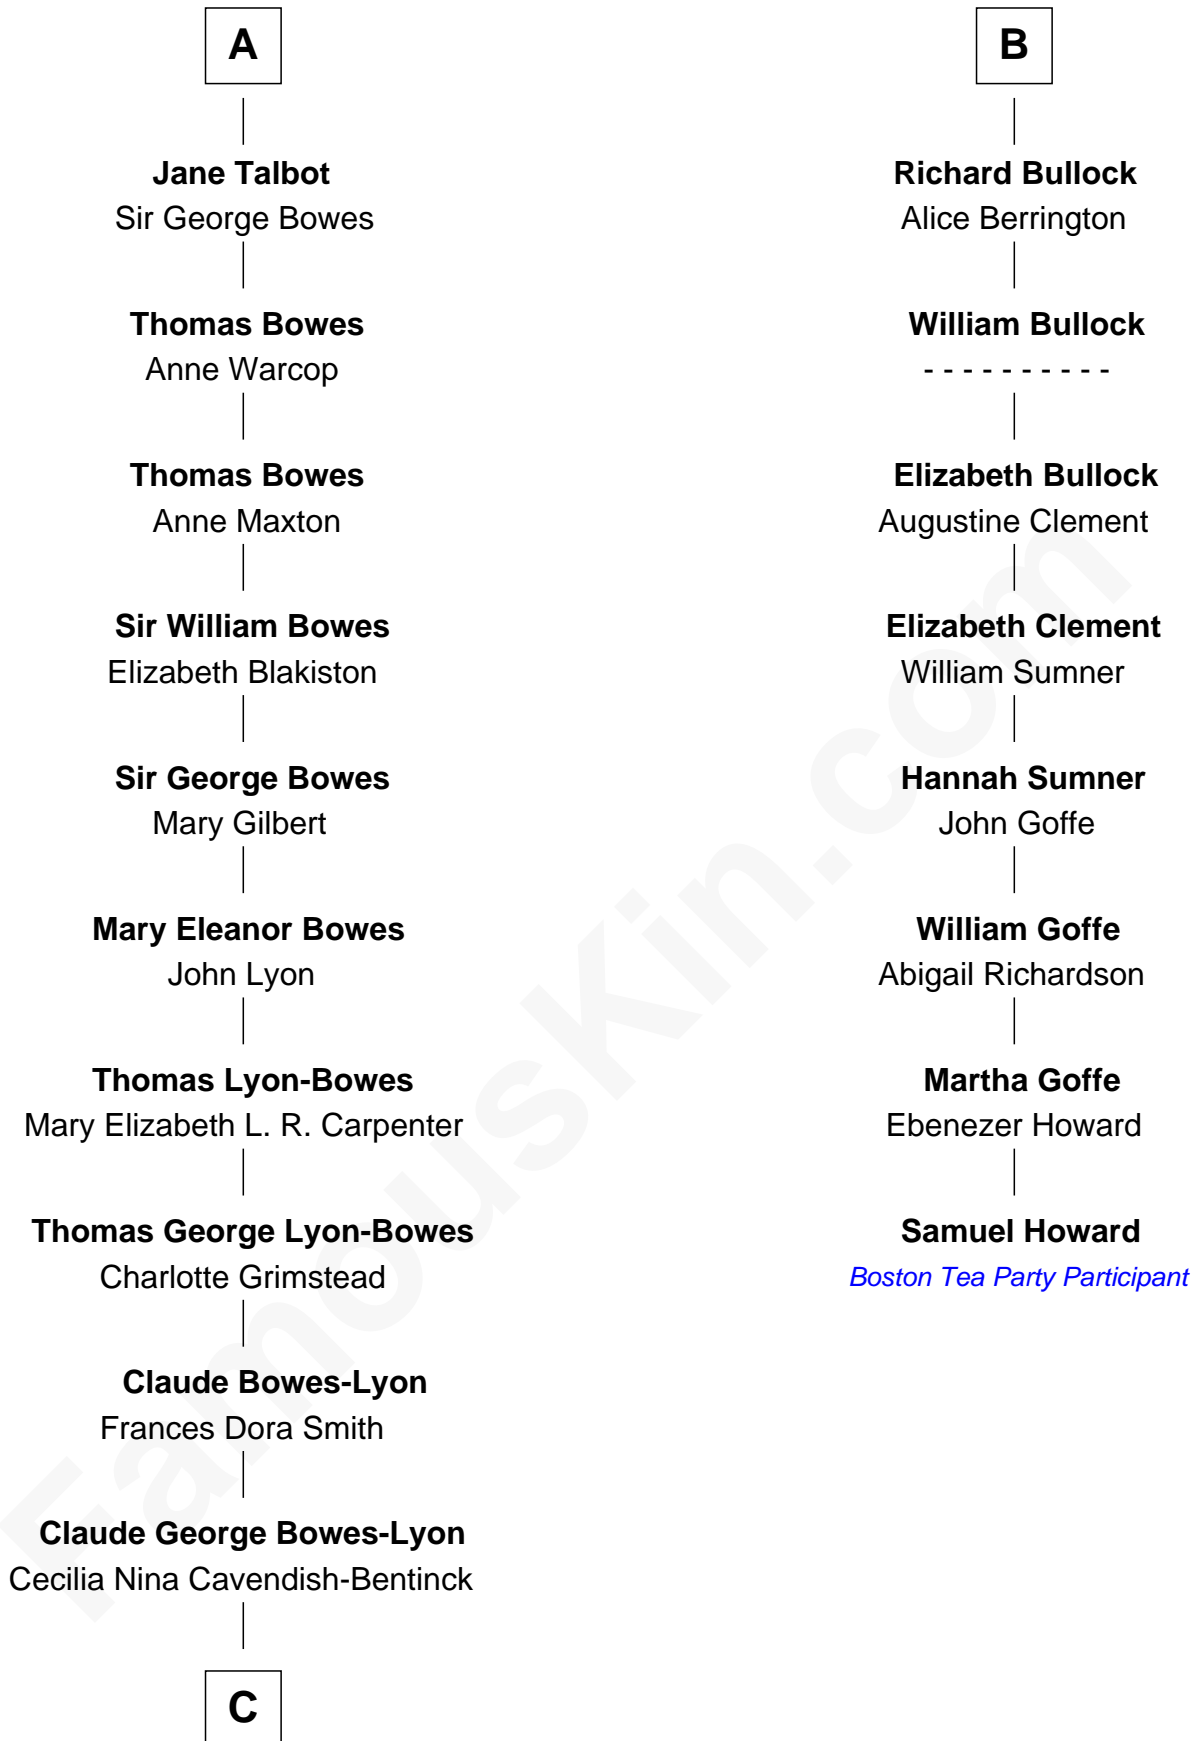 A
Jane Talbot
Sir George Bowes
Thomas Bowes
Anne Warcop
Thomas Bowes
Anne Maxton
Sir William Bowes
Elizabeth Blakiston
Sir George Bowes
Mary Gilbert
Mary Eleanor Bowes
John Lyon
Thomas Lyon-Bowes
Mary Elizabeth L. R. Carpenter
Thomas George Lyon-Bowes
Charlotte Grimstead
Claude Bowes-Lyon
Frances Dora Smith
Claude George Bowes-Lyon
Cecilia Nina Cavendish-Bentinck
C
B
Richard Bullock
Alice Berrington
William Bullock
- - - - - - - - - -
Elizabeth Bullock
Augustine Clement
Elizabeth Clement
William Sumner
Hannah Sumner
John Goffe
William Goffe
Abigail Richardson
Martha Goffe
Ebenezer Howard
Samuel Howard
Boston Tea Party Participant
FamousKin.com